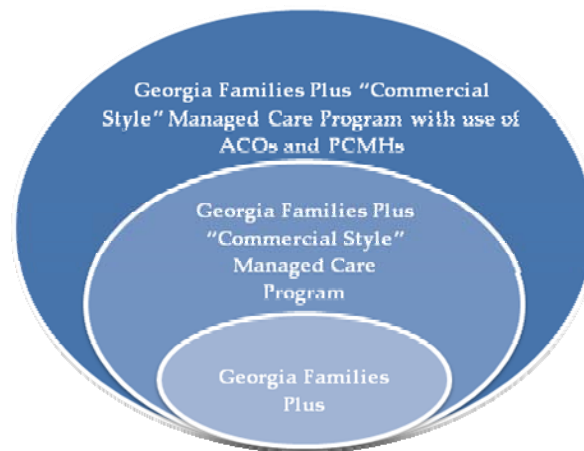 Georgia Families Plus “Commercial
Style” Managed Care Program with use of
ACOs and PCMHs
Georgia Families Plus
“Commercial Style”
Managed Care
Program
Georgia Families
Plus